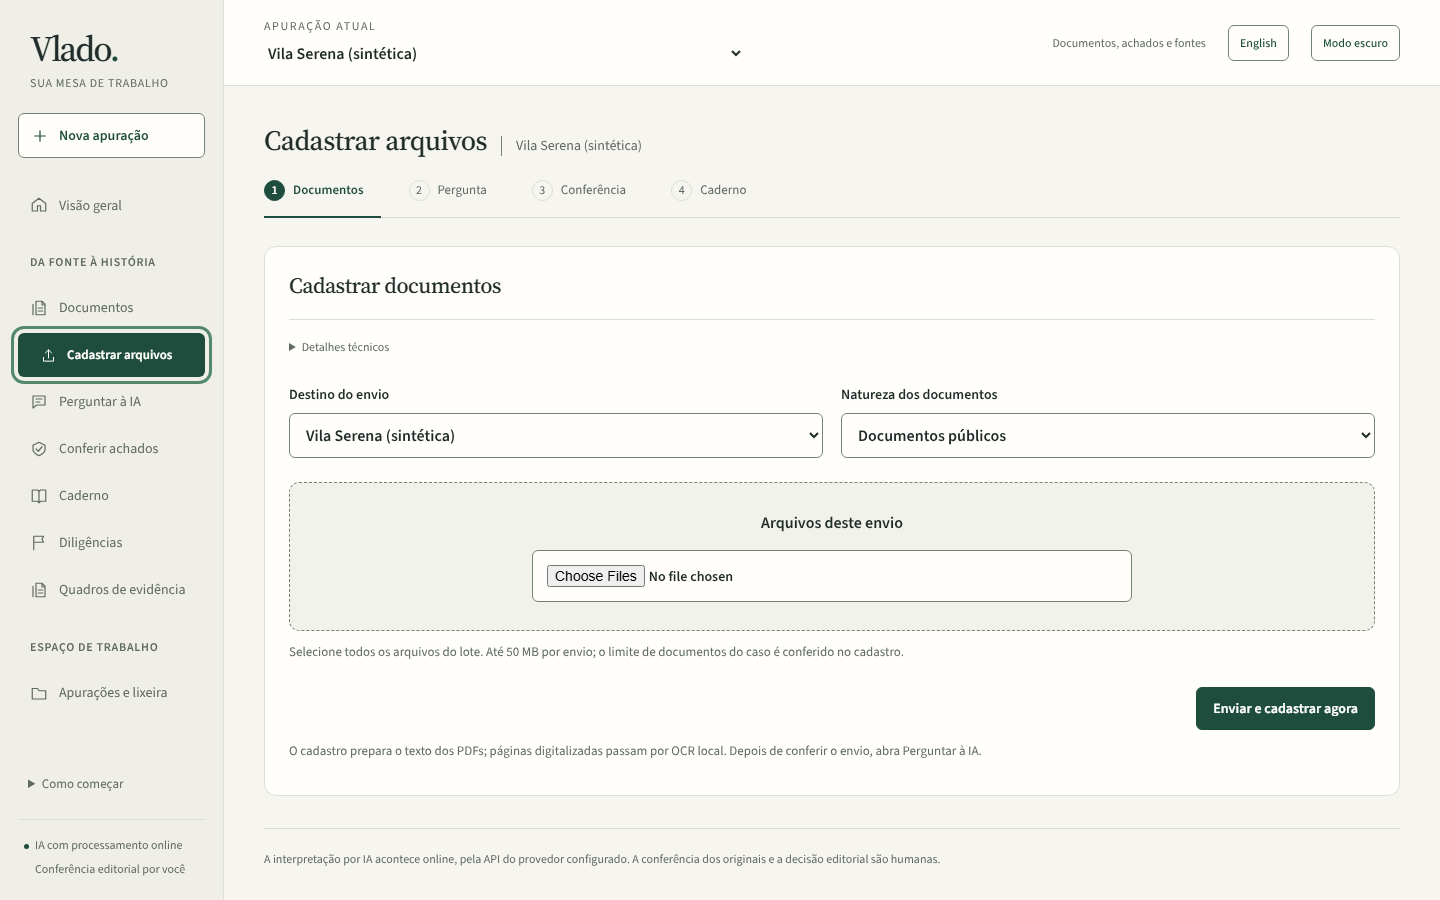 Vlado.
SUA MESA DE TRABALHO
Nova apuração
Visão geral
DA FONTE À HISTÓRIA
Documentos
Cadastrar arquivos
Perguntar à IA
Conferir achados
Caderno
Diligências
Quadros de evidência
ESPAÇO DE TRABALHO
Apurações e lixeira
Como começar
IA com processamento online
Conferência editorial por você
APURAÇÃO ATUAL
Vila Serena (sintética)
Documentos, achados e fontes
English
Modo escuro
Cadastrar arquivos
Vila Serena (sintética)
1 Documentos
2 Pergunta
3 Conferência
4 Caderno
Cadastrar documentos
Detalhes técnicos
Destino do envio
Vila Serena (sintética)
Natureza dos documentos
Documentos públicos
Arquivos deste envio
Choose Files No file chosen
Selecione todos os arquivos do lote. Até 50 MB por envio; o limite de documentos do caso é conferido no cadastro.
Enviar e cadastrar agora
O cadastro prepara o texto dos PDFs; páginas digitalizadas passam por OCR local. Depois de conferir o envio, abra Perguntar à IA.
A interpretação por IA acontece online, pela API do provedor configurado. A conferência dos originais e a decisão editorial são humanas.